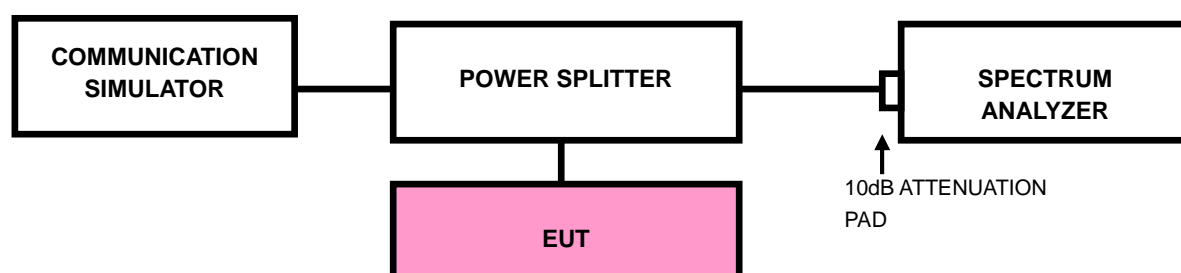 COMMUNICATION
SIMULATOR
POWER SPLITTER
SPECTRUM
ANALYZER
10dB ATTENUATION
PAD
EUT